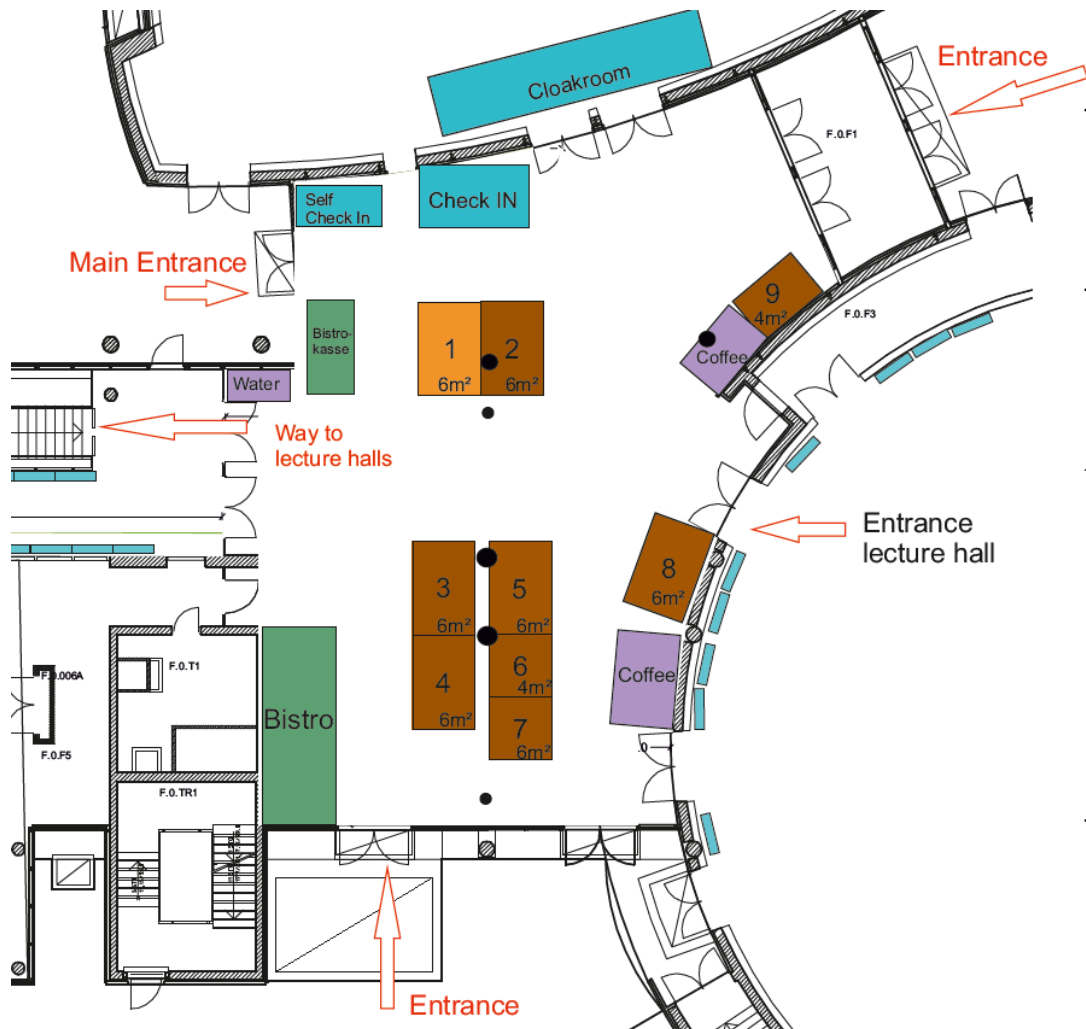 Entrance
Cloakroom
F.0.F1
Self
Check In
Check IN
Main Entrance
9
4m²
F.0.F3
Bistro-
kasse
1
6m²
2
6m²
Coffee
Water
Way to
lecture halls
Entrance
lecture hall
3
6m²
5
6m²
8
6m²
4
6m²
6
4m²
7
6m²
Coffee
F.0.T1
F.0.006A
Bistro
F.0.F5
.0
F.0.TR1
Entrance